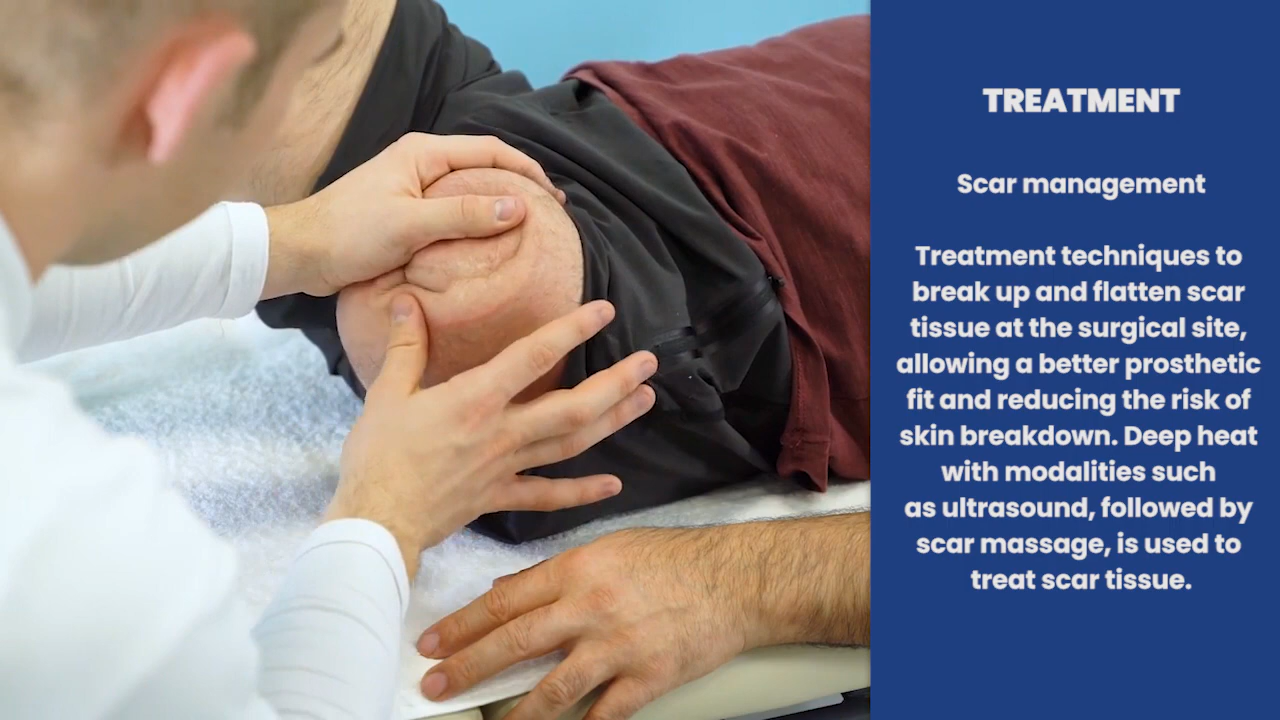 TREATMENT
Scar management
Treatment techniques to
break up and flatten scar
tissue at the surgical site,
allowing a better prosthetic
fit and reducing the risk of
skin breakdown. Deep heat
with modalities such
as ultrasound, followed by
scar massage, is used to
treat scar tissue.